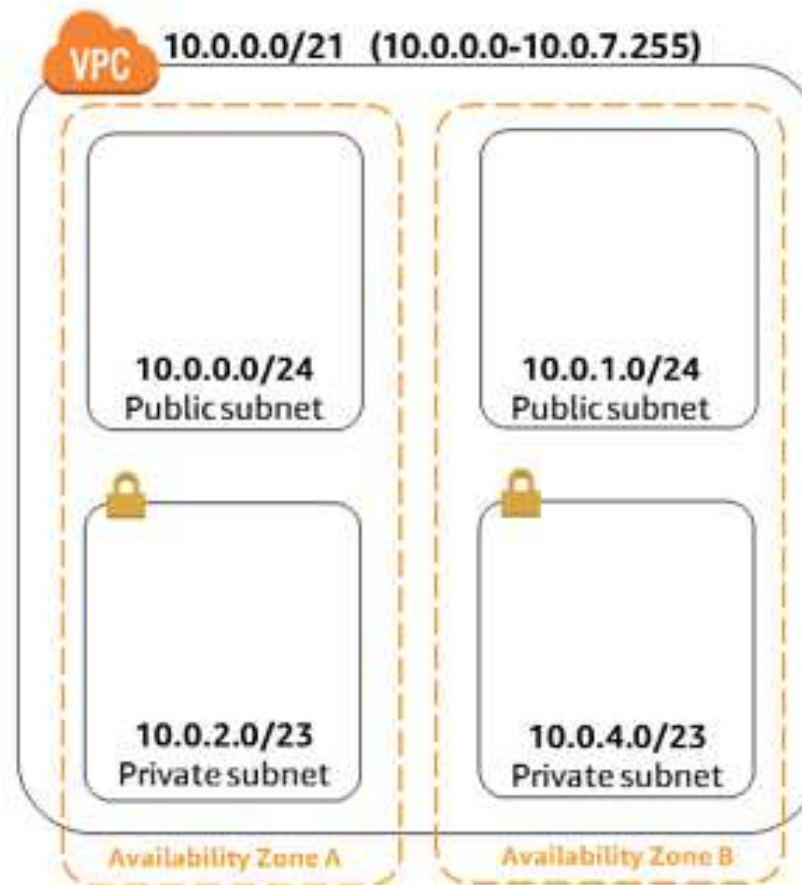 VPC 10.0.0.0/21 (10.0.0.0-10.0.7.255)
10.0.0.0/24
Public subnet
10.0.1.0/24
Public subnet
10.0.2.0/23
Private subnet
10.0.4.0/23
Private subnet
Availability Zone A
Availability Zone B